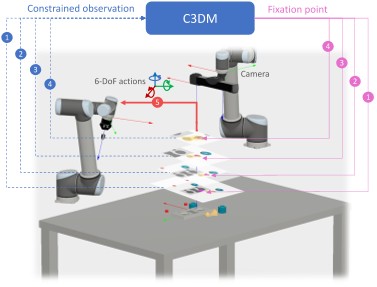 Constrained observation
C3DM
Fixation point
1
2
3
4
6-DoF actions
5
Camera
4
3
2
1